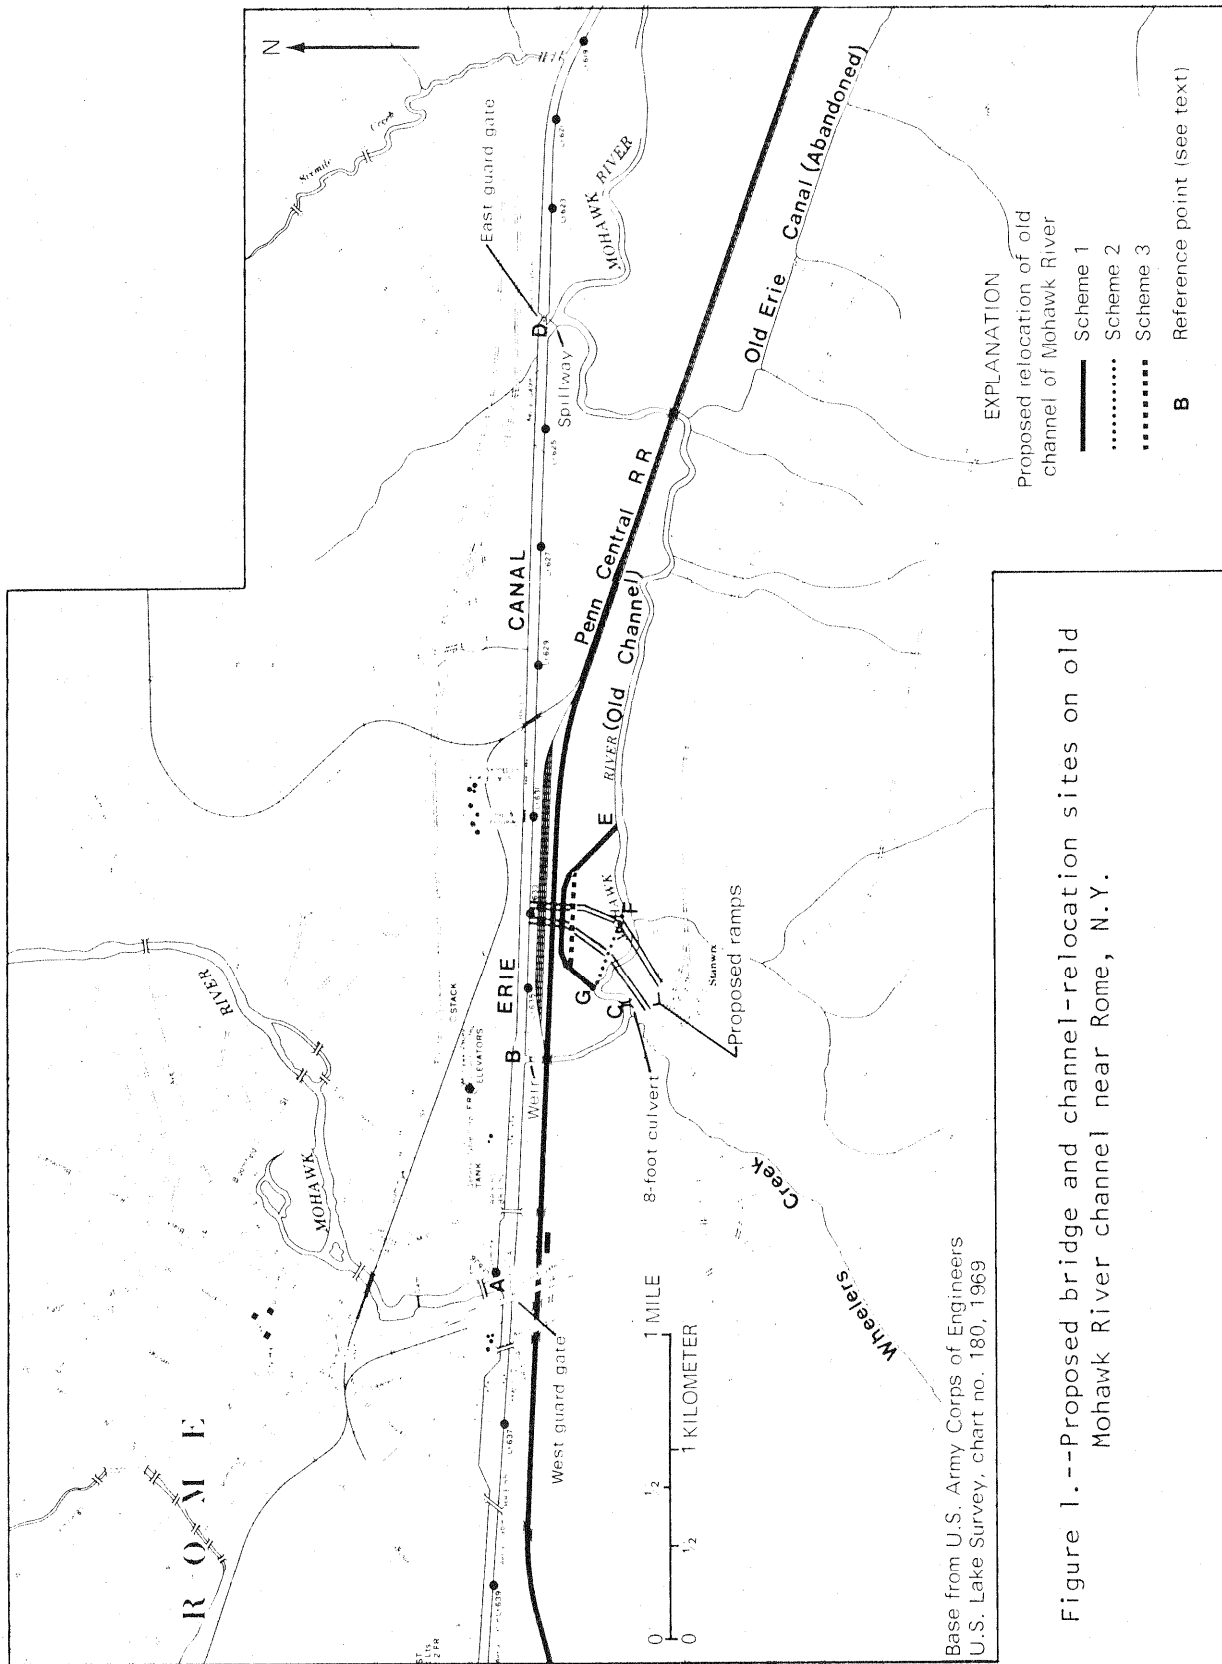 N
Sixmile
Creek
East guard gate
ROME
RIVER
MOHAWK
STACK
ELEVATORS
TANK
FR
ERIE
CANAL
A
B
D
Weir
Spillway
West guard gate
MOHAWK RIVER
Penn Central RR
RIVER (Old Channel)
MOHAWK
Old Erie Canal (Abandoned)
G
C
E
F
Stanwix
8-foot culvert
Proposed ramps
Wheelers Creek
0 1/2 1 MILE
0 1/2 1 KILOMETER
Base from U.S. Army Corps of Engineers
U.S. Lake Survey, chart no. 180, 1969
EXPLANATION
Proposed relocation of old
channel of Mohawk River
Scheme 1
Scheme 2
Scheme 3
B Reference point (see text)
Figure 1.--Proposed bridge and channel-relocation sites on old
Mohawk River channel near Rome, N.Y.